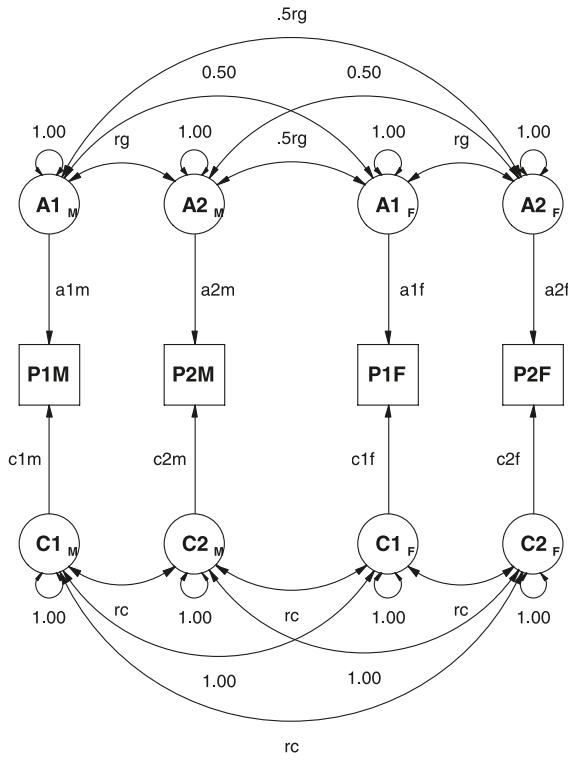 .5rg
0.50 0.50
1.00 rg 1.00 .5rg 1.00 rg 1.00
A1 M A2 M A1 F A2 F
a1m a2m a1f a2f
P1M P2M P1F P2F
c1m c2m c1f c2f
C1 M C2 M C1 F C2 F
1.00 rc 1.00 rc 1.00 rc 1.00
1.00 1.00
rc